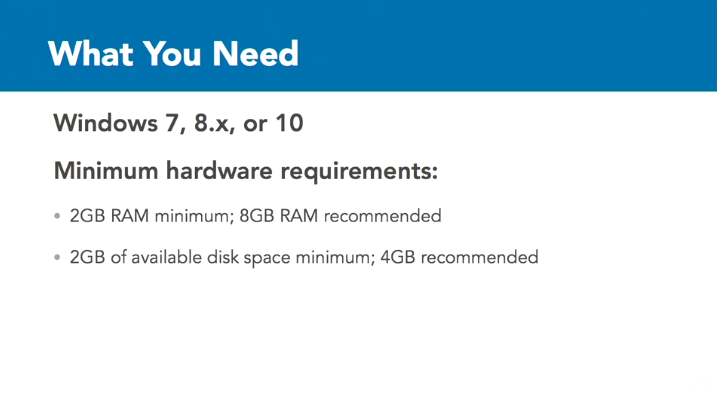 What You Need
Windows 7, 8.x, or 10
Minimum hardware requirements:
• 2GB RAM minimum; 8GB RAM recommended
• 2GB of available disk space minimum; 4GB recommended